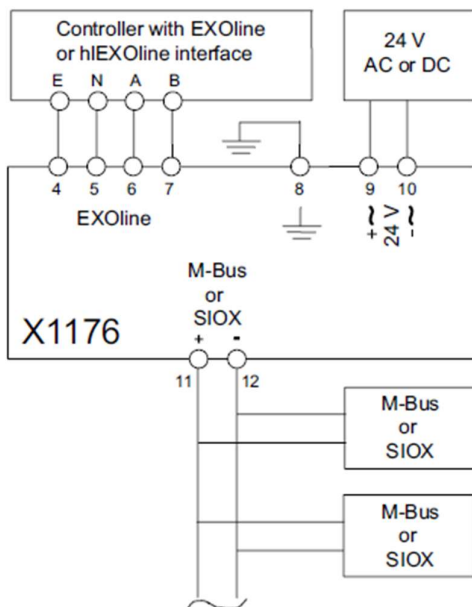 Controller with EXOline
or hIEXOline interface
24 V
AC or DC
E N A B
4 5 6 7 8 9 10
EXOline
+~ 24 V -~
M-Bus
or
SIOX
+ -
X1176
11 12
M-Bus
or
SIOX
M-Bus
or
SIOX